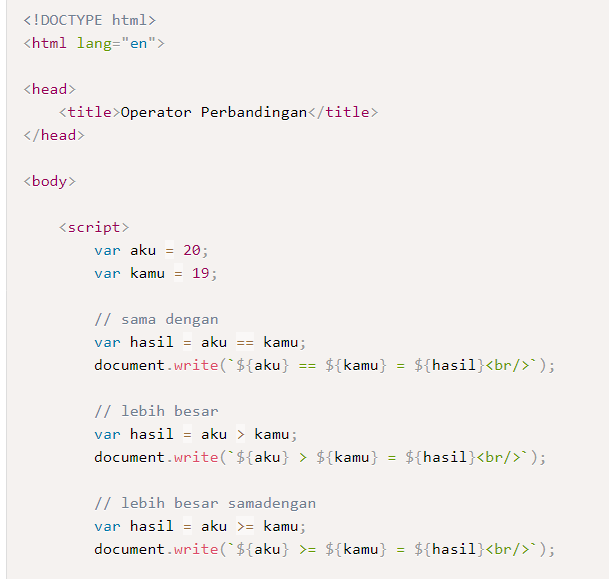 <!DOCTYPE html>
<html lang="en">
<head>
<title>Operator Perbandingan</title>
</head>
<body>
<script>
var aku = 20;
var kamu = 19;
// sama dengan
var hasil = aku == kamu;
document.write(`${aku} == ${kamu} = ${hasil}<br/>`);
// lebih besar
var hasil = aku > kamu;
document.write(`${aku} > ${kamu} = ${hasil}<br/>`);
// lebih besar samadengan
var hasil = aku >= kamu;
document.write(`${aku} >= ${kamu} = ${hasil}<br/>`);